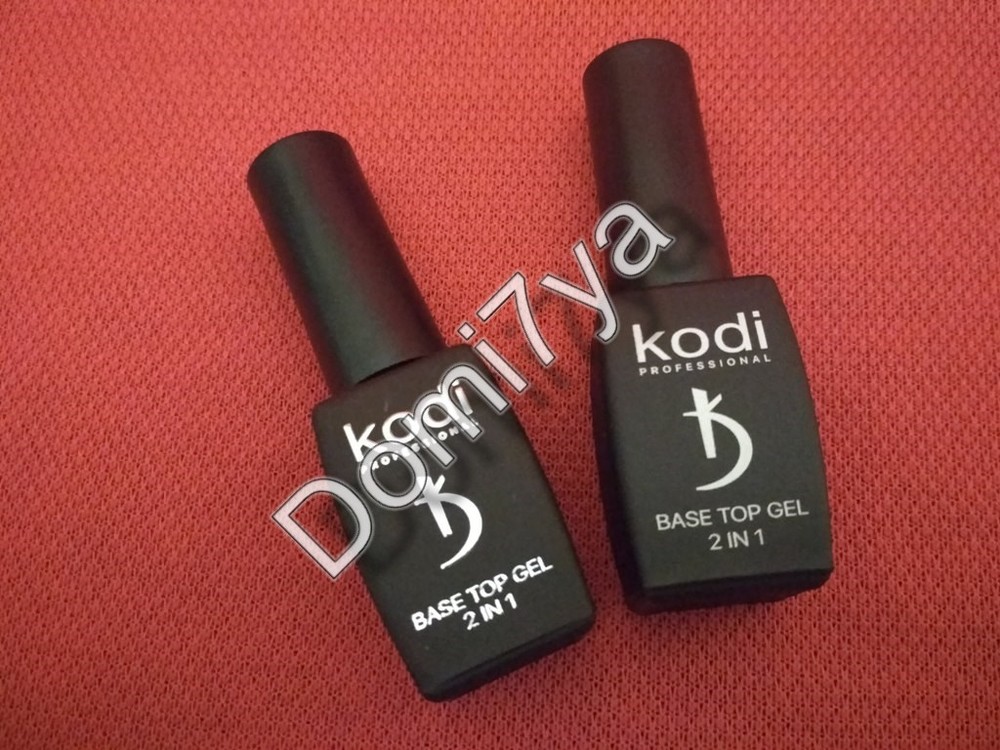 kodi
PROFESSIONAL
BASE TOP GEL
2 IN 1
kodi
PROFESSIONAL
BASE TOP GEL
2 IN 1
Domi7ya